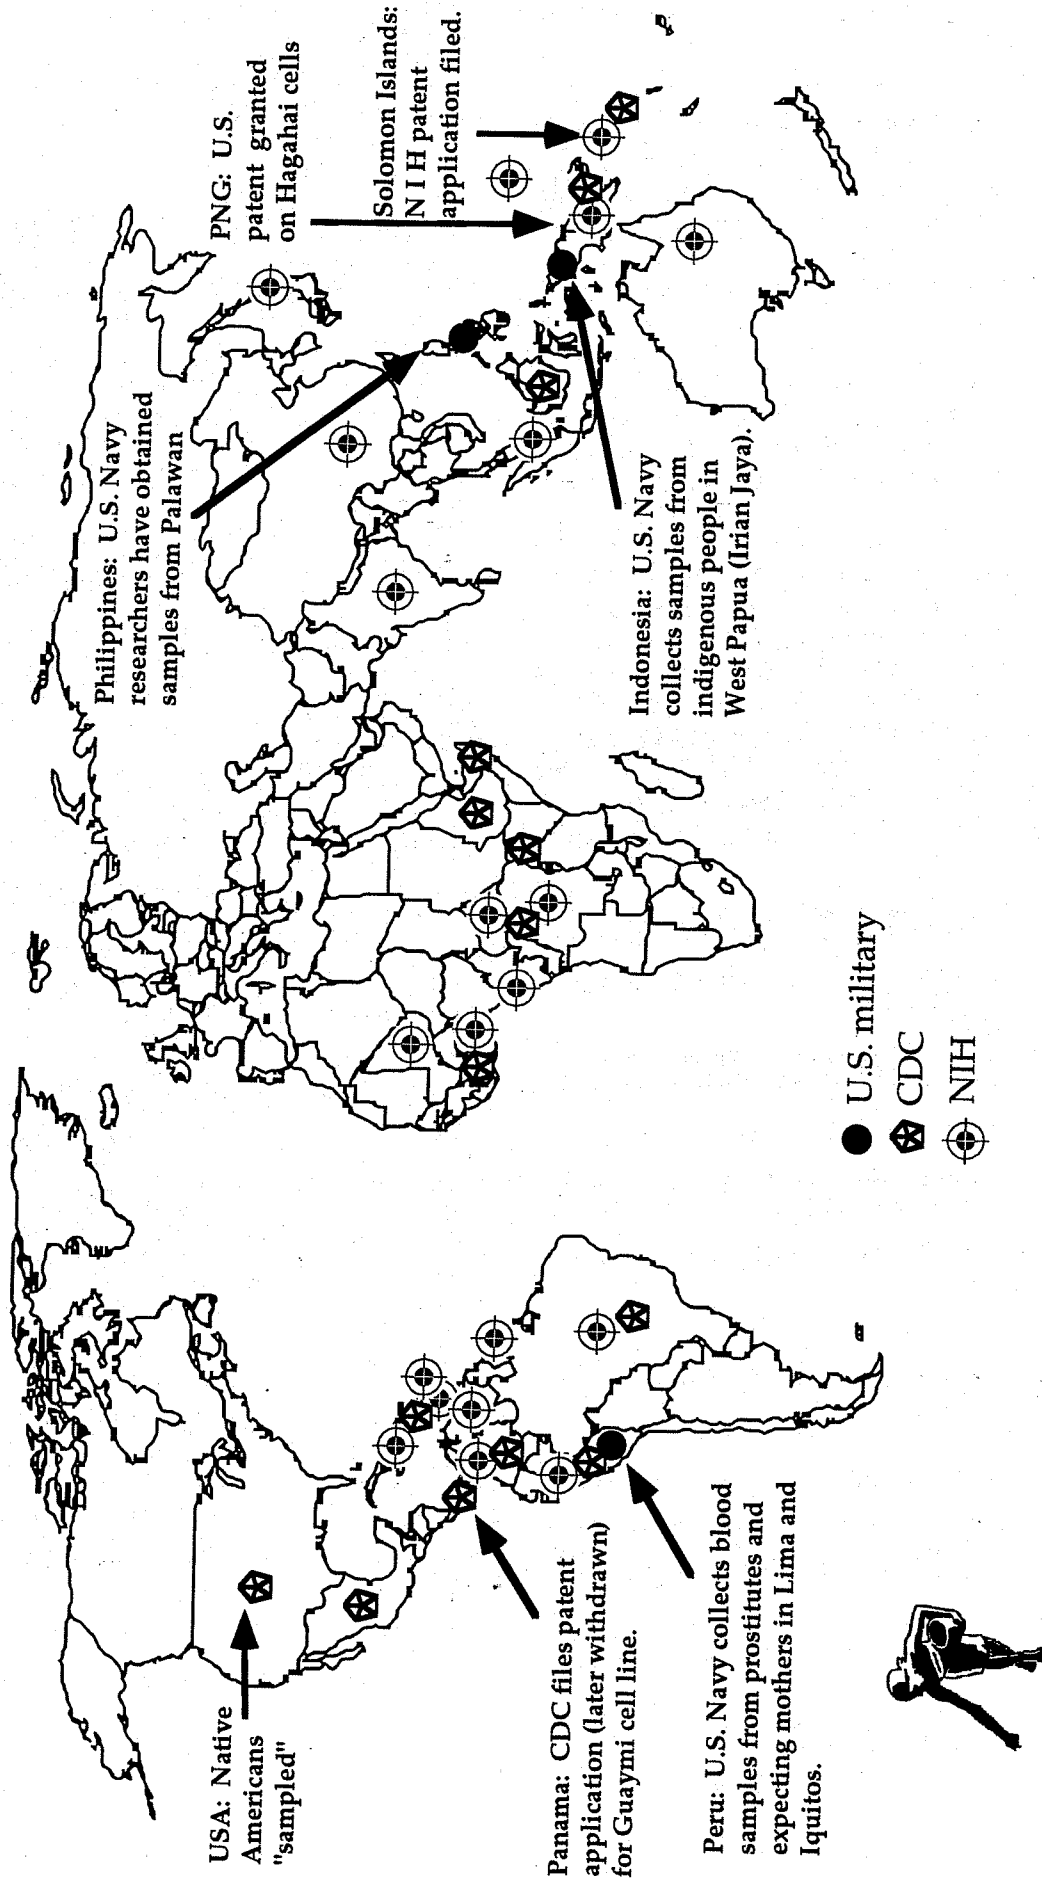 USA: Native
Americans
"sampled"
Panama: CDC files patent
application (later withdrawn)
for Guaymi cell line.
Peru: U.S. Navy collects blood
samples from prostitutes and
expecting mothers in Lima and
Iquitos.
Philippines: U.S. Navy
researchers have obtained
samples from Palawan
PNG: U.S.
patent granted
on Hagahai cells
Solomon Islands:
N I H patent
application filed.
Indonesia: U.S. Navy
collects samples from
indigenous people in
West Papua (Irian Jaya).
U.S. military
CDC
NIH